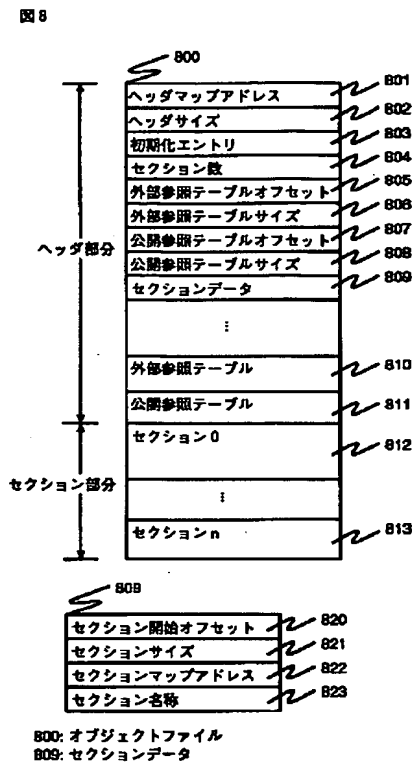 図8
800
ヘッダマップアドレス 801
ヘッダサイズ 802
初期化エントリ 803
セクション数 804
外部参照テーブルオフセット 805
外部参照テーブルサイズ 806
公開参照テーブルオフセット 807
公開参照テーブルサイズ 808
セクションデータ 809
ヘッダ部分
⋮
外部参照テーブル 810
公開参照テーブル 811
セクション0 812
セクション部分
⋮
セクションn 813
809
セクション開始オフセット 820
セクションサイズ 821
セクションマップアドレス 822
セクション名称 823
800: オブジェクトファイル
809: セクションデータ